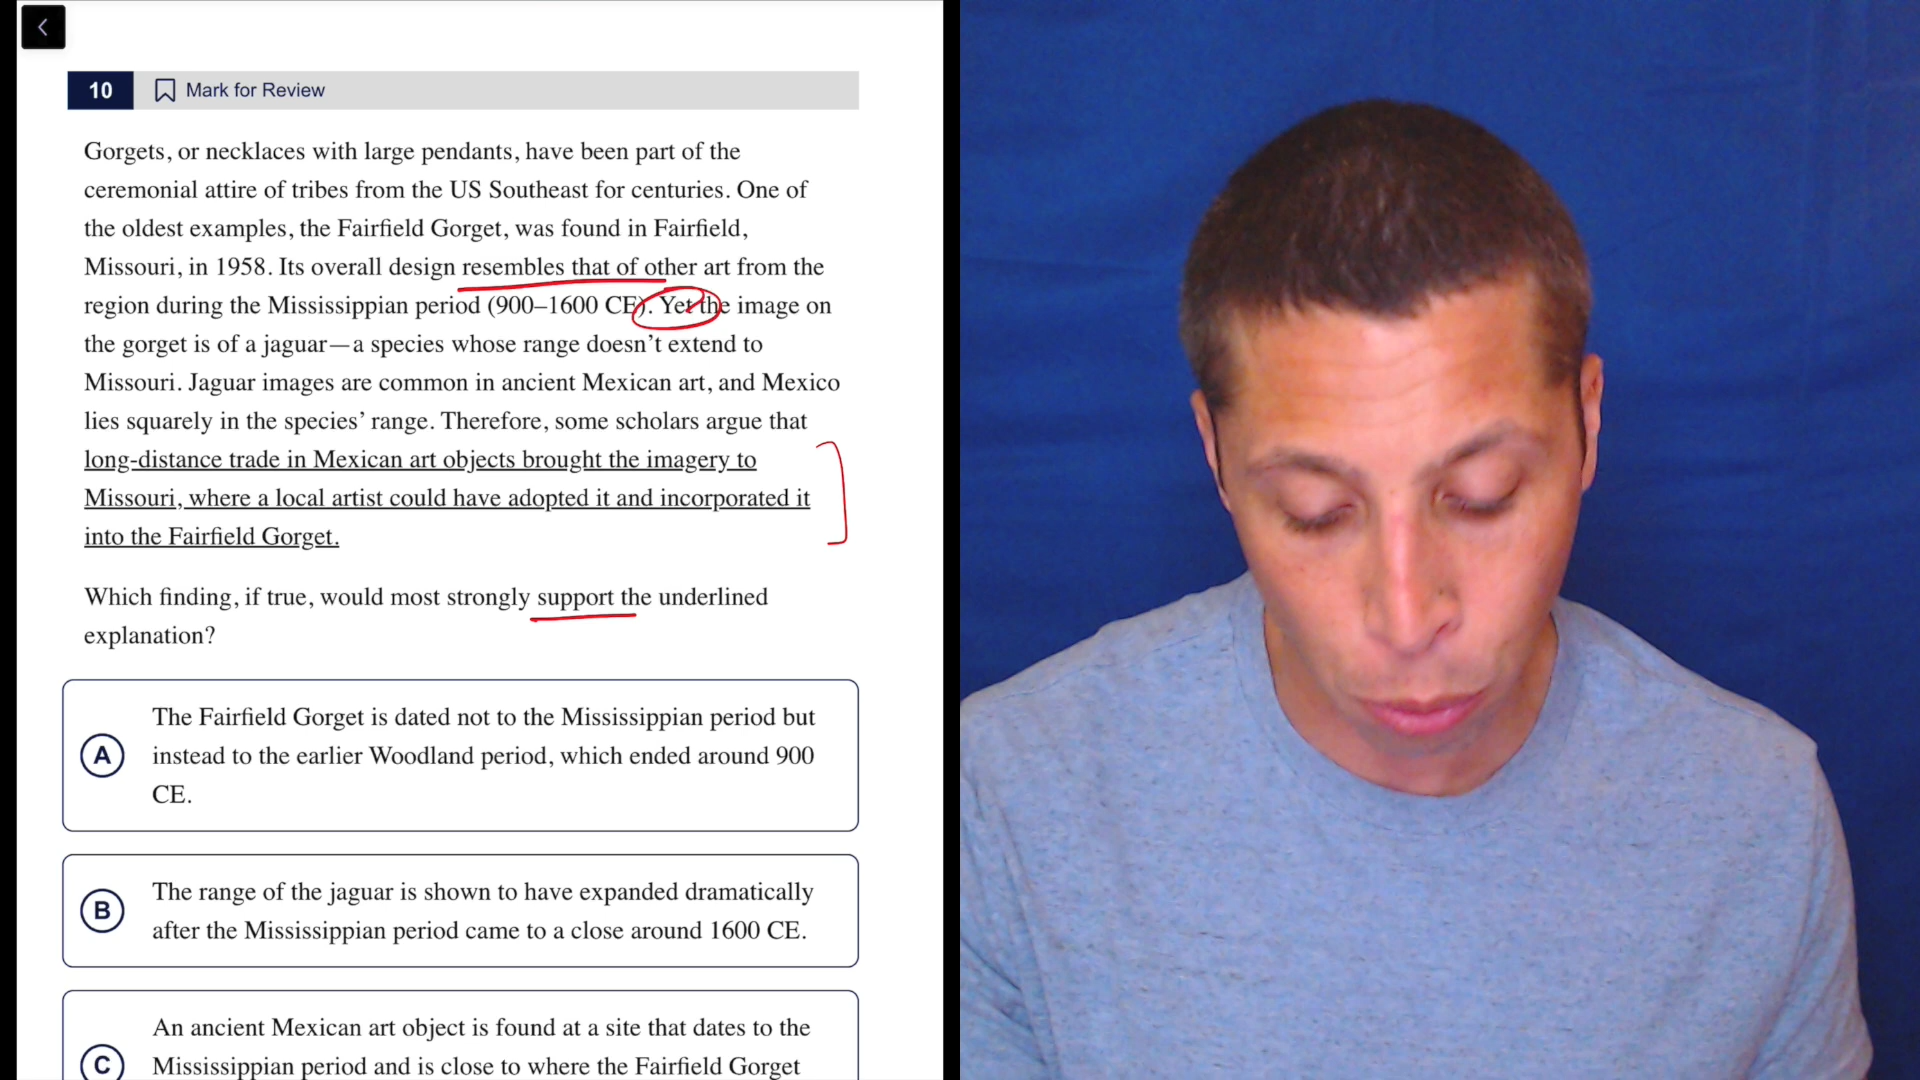 10 Mark for Review
Gorgets, or necklaces with large pendants, have been part of the
ceremonial attire of tribes from the US Southeast for centuries. One of
the oldest examples, the Fairfield Gorget, was found in Fairfield,
Missouri, in 1958. Its overall design resembles that of other art from the
region during the Mississippian period (900–1600 CE). Yet the image on
the gorget is of a jaguar—a species whose range doesn’t extend to
Missouri. Jaguar images are common in ancient Mexican art, and Mexico
lies squarely in the species’ range. Therefore, some scholars argue that
long-distance trade in Mexican art objects brought the imagery to
Missouri, where a local artist could have adopted it and incorporated it
into the Fairfield Gorget.
Which finding, if true, would most strongly support the underlined
explanation?
A
The Fairfield Gorget is dated not to the Mississippian period but
instead to the earlier Woodland period, which ended around 900
CE.
B
The range of the jaguar is shown to have expanded dramatically
after the Mississippian period came to a close around 1600 CE.
C
An ancient Mexican art object is found at a site that dates to the
Mississippian period and is close to where the Fairfield Gorget